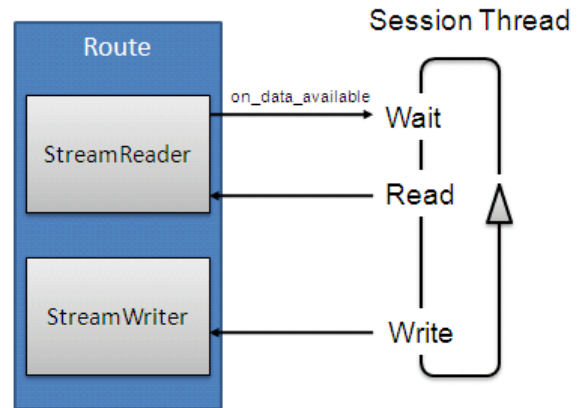 Session Thread
Route
on_data_available
Wait
StreamReader
Read
StreamWriter
Write